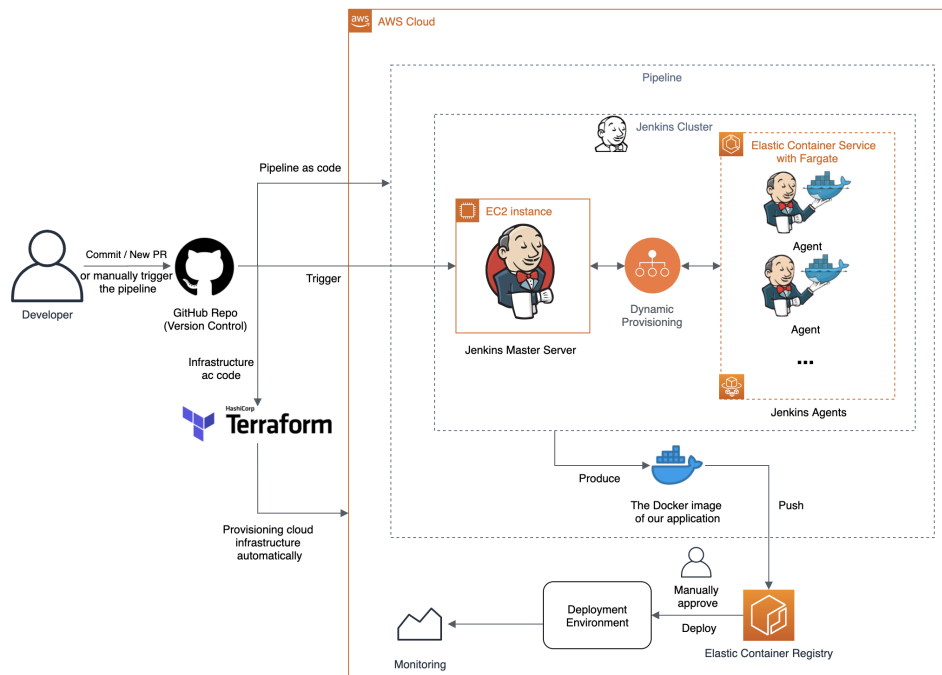 aws
AWS Cloud
Pipeline
Jenkins Cluster
Elastic Container Service
with Fargate
Pipeline as code
EC2 instance
Agent
Commit / New PR
or manually trigger
the pipeline
Trigger
Developer
GitHub Repo
(Version Control)
Dynamic
Provisioning
Agent
Jenkins Master Server
...
Infrastructure
ac code
HashiCorp
Terraform
Jenkins Agents
Produce
The Docker image
of our application
Push
Provisioning cloud
infrastructure
automatically
Manually
approve
Deployment
Environment
Deploy
Elastic Container Registry
Monitoring